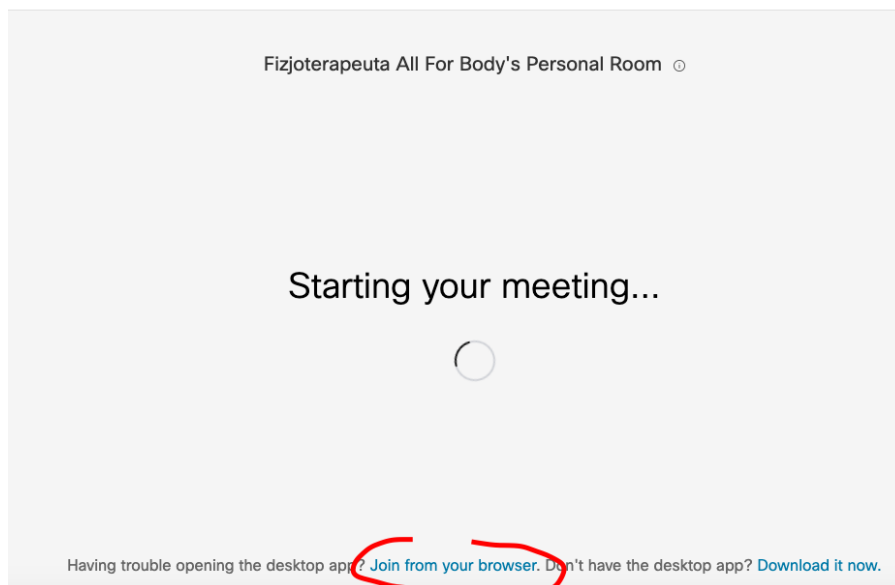 Fizjoterapeuta All For Body's Personal Room
Starting your meeting...
Having trouble opening the desktop app? Join from your browser. Don't have the desktop app? Download it now.